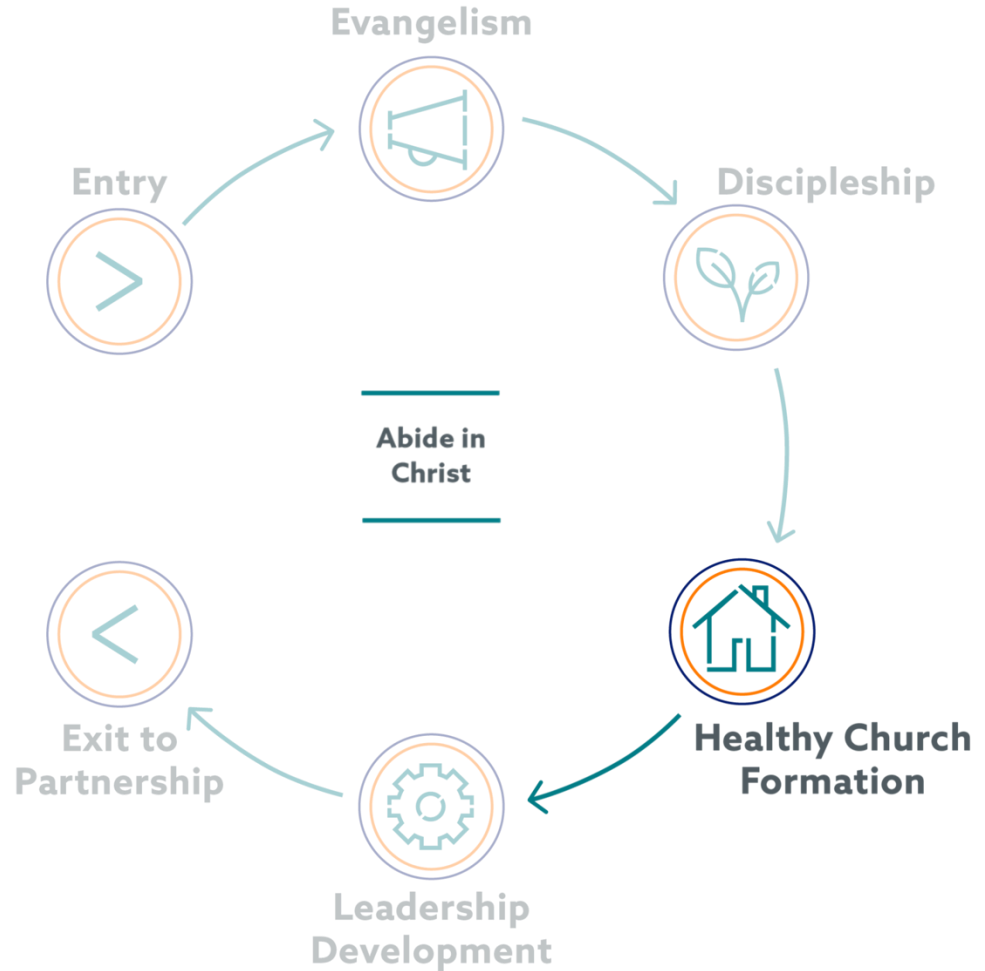 Evangelism
Entry
Discipleship
Abide in
Christ
Healthy Church
Formation
Exit to
Partnership
Leadership
Development